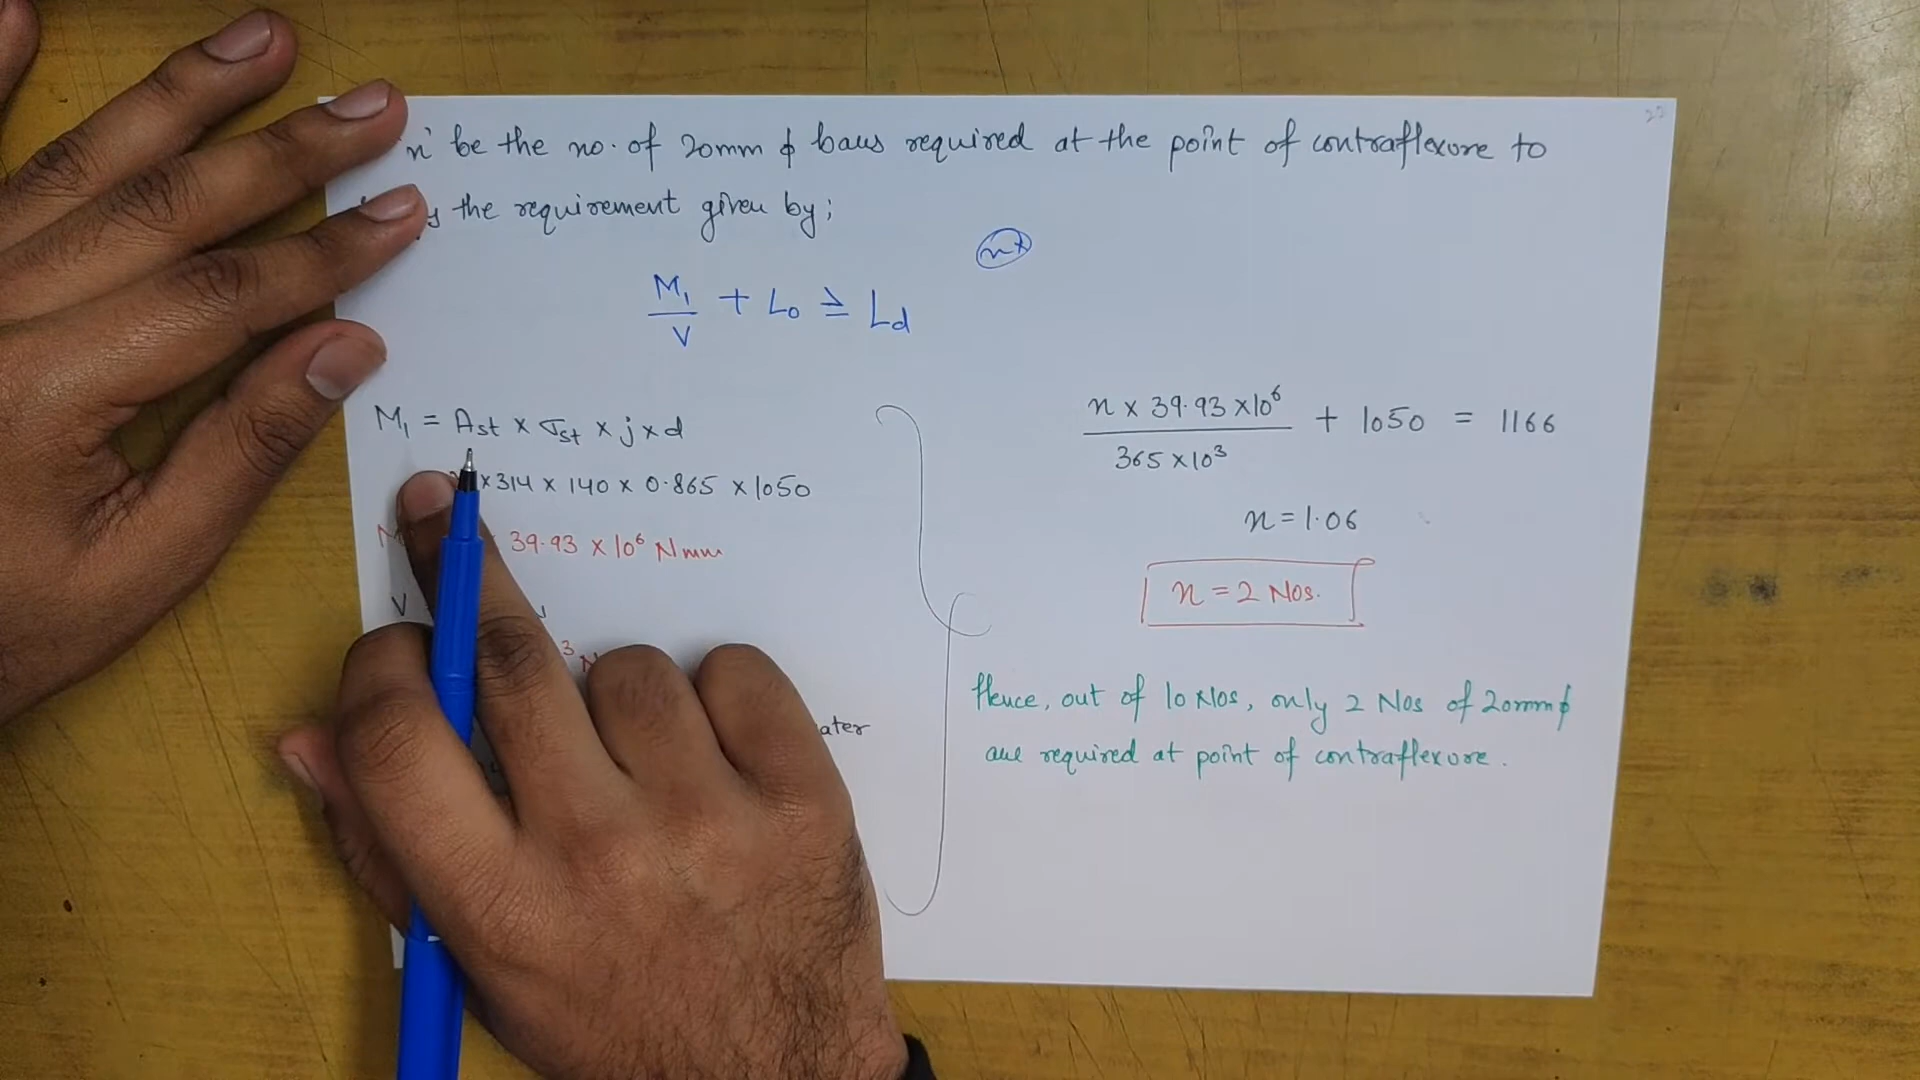 n' be the no. of 20mm ϕ bars required at the point of contraflexure to
the requirement given by;
n×
M₁/V + L₀ ≥ Ld
M₁ = Ast × σst × j × d
×314 × 140 × 0.865 × 1050
39.93 × 10⁶ Nmm
V
ater
(n × 39.93 × 10⁶)/(365 × 10³) + 1050 = 1166
n = 1.06
n = 2 Nos.
Hence, out of 10 Nos, only 2 Nos of 20mm ϕ
are required at point of contraflexure.